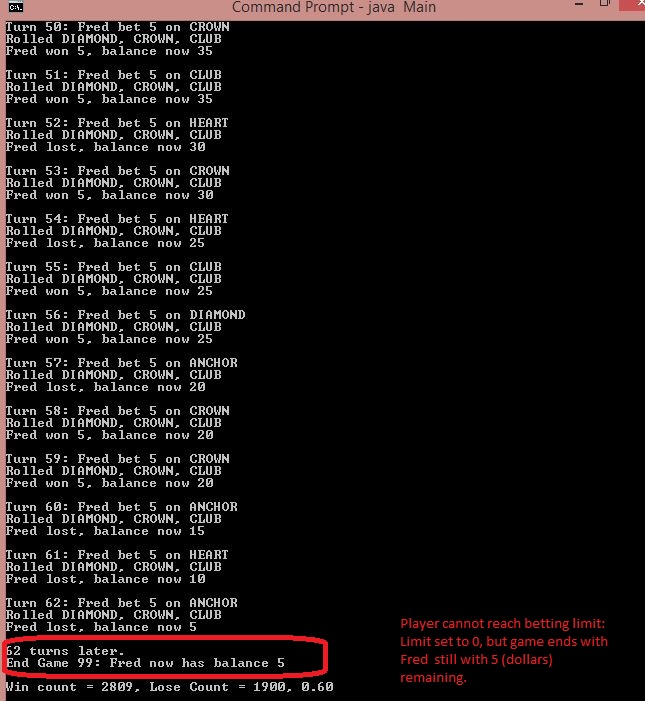 Command Prompt - java Main
Turn 50: Fred bet 5 on CROWN
Rolled DIAMOND, CROWN, CLUB
Fred won 5, balance now 35
Turn 51: Fred bet 5 on CLUB
Rolled DIAMOND, CROWN, CLUB
Fred won 5, balance now 35
Turn 52: Fred bet 5 on HEART
Rolled DIAMOND, CROWN, CLUB
Fred lost, balance now 30
Turn 53: Fred bet 5 on CROWN
Rolled DIAMOND, CROWN, CLUB
Fred won 5, balance now 30
Turn 54: Fred bet 5 on HEART
Rolled DIAMOND, CROWN, CLUB
Fred lost, balance now 25
Turn 55: Fred bet 5 on CLUB
Rolled DIAMOND, CROWN, CLUB
Fred won 5, balance now 25
Turn 56: Fred bet 5 on DIAMOND
Rolled DIAMOND, CROWN, CLUB
Fred won 5, balance now 25
Turn 57: Fred bet 5 on ANCHOR
Rolled DIAMOND, CROWN, CLUB
Fred lost, balance now 20
Turn 58: Fred bet 5 on CROWN
Rolled DIAMOND, CROWN, CLUB
Fred won 5, balance now 20
Turn 59: Fred bet 5 on CROWN
Rolled DIAMOND, CROWN, CLUB
Fred won 5, balance now 20
Turn 60: Fred bet 5 on ANCHOR
Rolled DIAMOND, CROWN, CLUB
Fred lost, balance now 15
Turn 61: Fred bet 5 on HEART
Rolled DIAMOND, CROWN, CLUB
Fred lost, balance now 10
Turn 62: Fred bet 5 on ANCHOR
Rolled DIAMOND, CROWN, CLUB
Fred lost, balance now 5
62 turns later.
End Game 99: Fred now has balance 5
Win count = 2809, Lose Count = 1900, 0.60
Player cannot reach betting limit:
Limit set to 0, but game ends with
Fred still with 5 (dollars)
remaining.